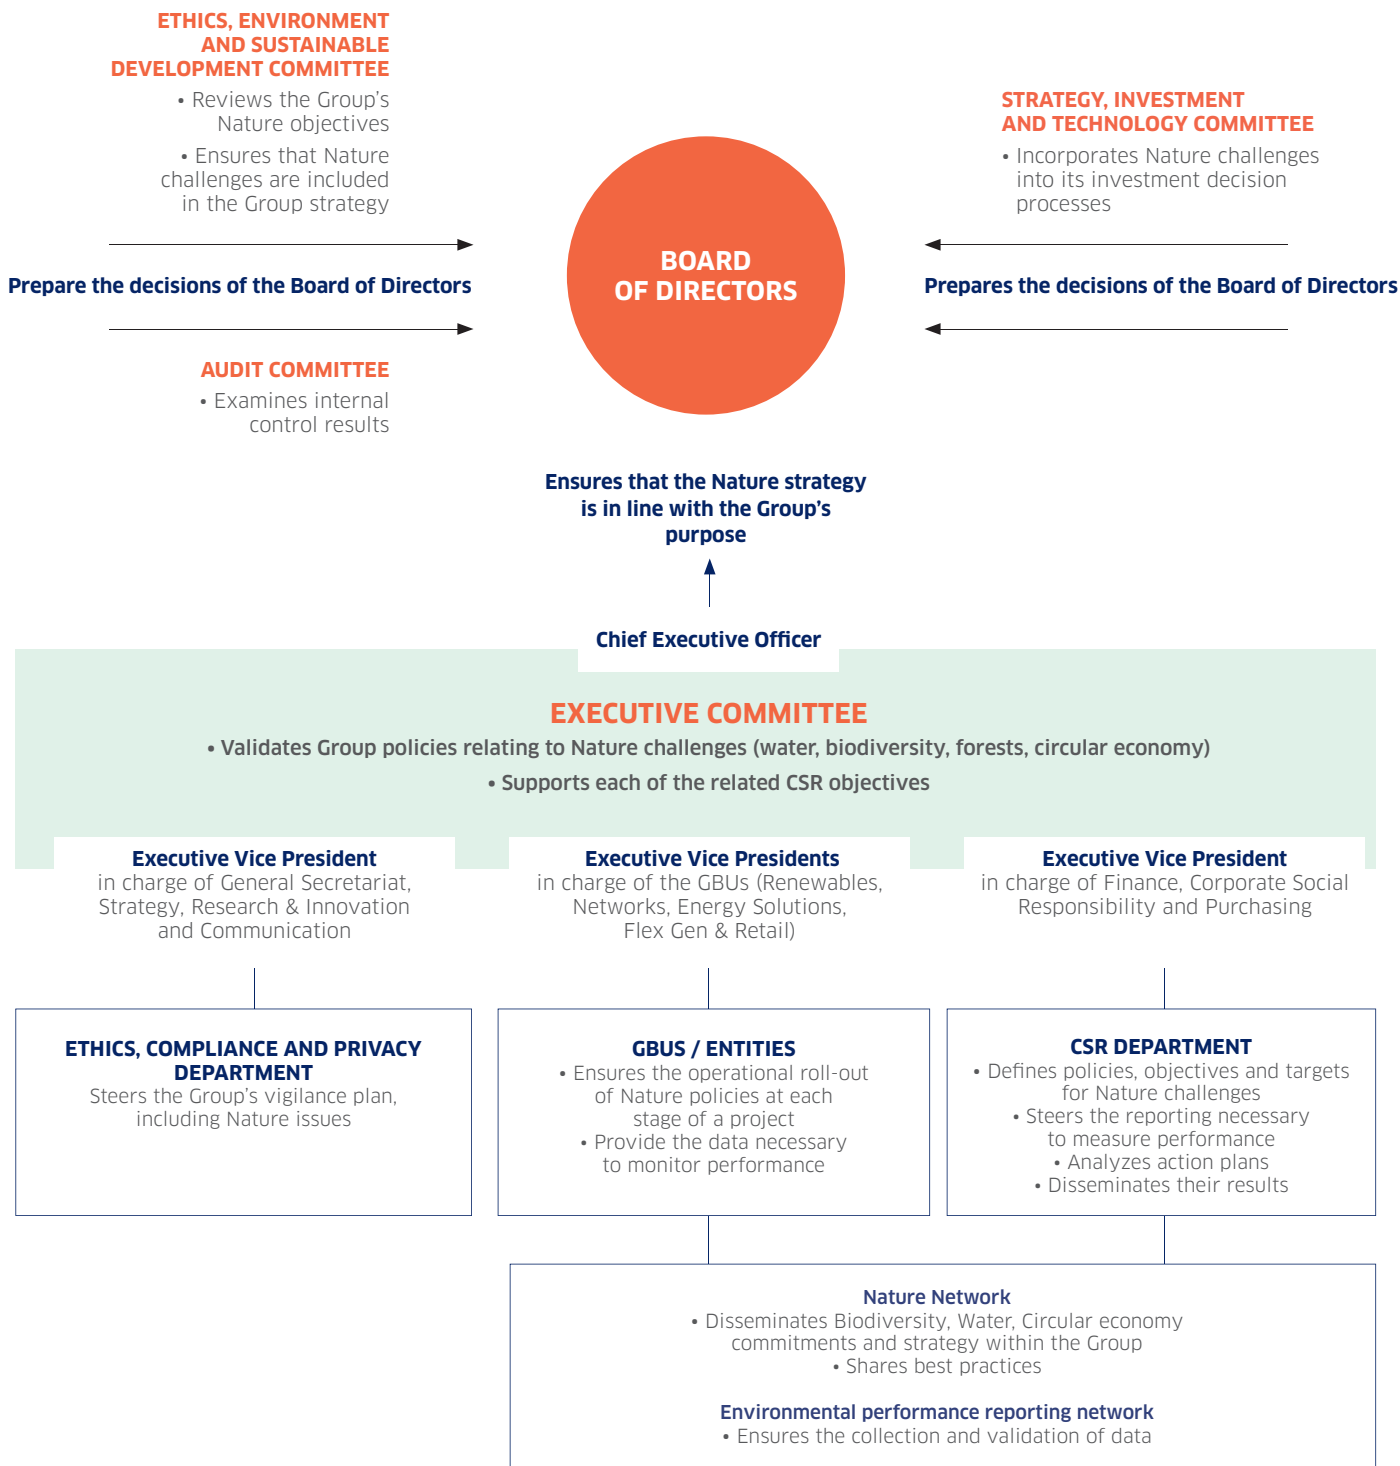 ETHICS, ENVIRONMENT
AND SUSTAINABLE
DEVELOPMENT COMMITTEE
• Reviews the Group's
Nature objectives
• Ensures that Nature
challenges are included
in the Group strategy
Prepare the decisions of the Board of Directors
AUDIT COMMITTEE
• Examines internal
control results
BOARD
OF DIRECTORS
STRATEGY, INVESTMENT
AND TECHNOLOGY COMMITTEE
• Incorporates Nature challenges
into its investment decision
processes
Prepares the decisions of the Board of Directors
Ensures that the Nature strategy
is in line with the Group's
purpose
Chief Executive Officer
EXECUTIVE COMMITTEE
• Validates Group policies relating to Nature challenges (water, biodiversity, forests, circular economy)
• Supports each of the related CSR objectives
Executive Vice President
in charge of General Secretariat,
Strategy, Research & Innovation
and Communication
Executive Vice Presidents
in charge of the GBUs (Renewables,
Networks, Energy Solutions,
Flex Gen & Retail)
Executive Vice President
in charge of Finance, Corporate Social
Responsibility and Purchasing
ETHICS, COMPLIANCE AND PRIVACY
DEPARTMENT
Steers the Group's vigilance plan,
including Nature issues
GBUS / ENTITIES
• Ensures the operational roll-out
of Nature policies at each
stage of a project
• Provide the data necessary
to monitor performance
CSR DEPARTMENT
• Defines policies, objectives and targets
for Nature challenges
• Steers the reporting necessary
to measure performance
• Analyzes action plans
• Disseminates their results
Nature Network
• Disseminates Biodiversity, Water, Circular economy
commitments and strategy within the Group
• Shares best practices
Environmental performance reporting network
• Ensures the collection and validation of data